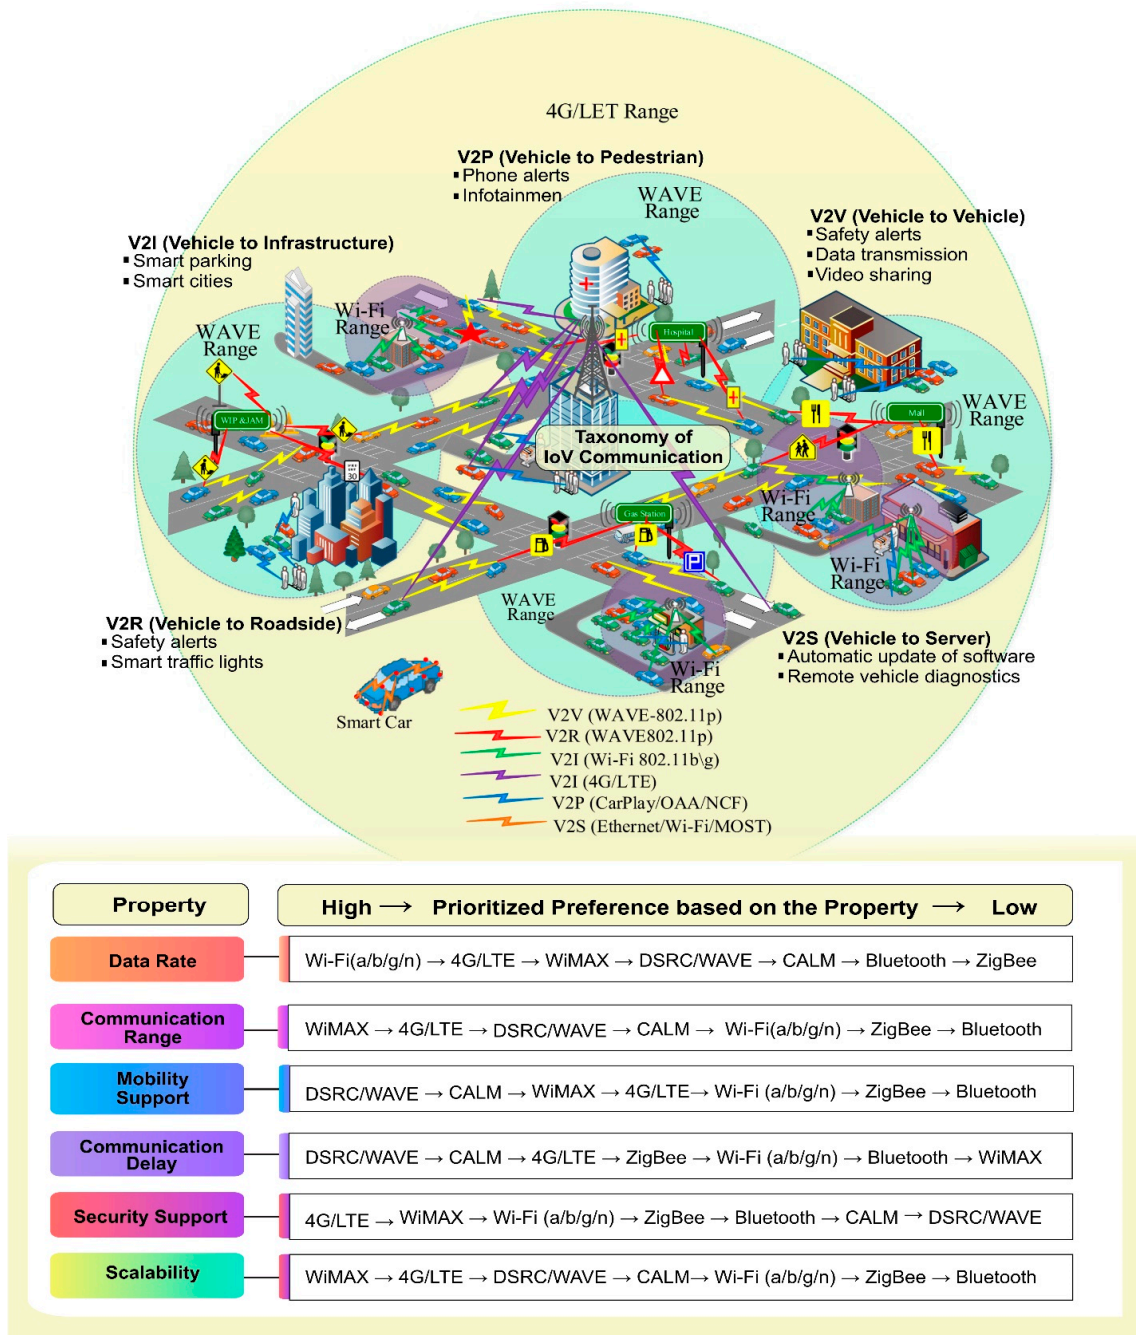 4G/LET Range
V2P (Vehicle to Pedestrian)
▪ Phone alerts
▪ Infotainmen
WAVE
Range
V2V (Vehicle to Vehicle)
▪ Safety alerts
▪ Data transmission
▪ Video sharing
V2I (Vehicle to Infrastructure)
▪ Smart parking
▪ Smart cities
Wi-Fi
Range
WAVE
Range
Hospital
WIP &JAM
Mall
WAVE
Range
30
Taxonomy of
IoV Communication
Wi-Fi
Range
Gas Station
P
Wi-Fi
Range
WAVE
Range
V2R (Vehicle to Roadside)
▪ Safety alerts
▪ Smart traffic lights
V2S (Vehicle to Server)
▪ Automatic update of software
▪ Remote vehicle diagnostics
Wi-Fi
Range
Smart Car
V2V (WAVE-802.11p)
V2R (WAVE802.11p)
V2I (Wi-Fi 802.11b\g)
V2I (4G/LTE)
V2P (CarPlay/OAA/NCF)
V2S (Ethernet/Wi-Fi/MOST)
Property
High → Prioritized Preference based on the Property → Low
Data Rate
Wi-Fi(a/b/g/n) → 4G/LTE → WiMAX → DSRC/WAVE → CALM → Bluetooth → ZigBee
Communication
Range
WiMAX → 4G/LTE → DSRC/WAVE → CALM → Wi-Fi(a/b/g/n) → ZigBee → Bluetooth
Mobility
Support
DSRC/WAVE → CALM → WiMAX → 4G/LTE → Wi-Fi (a/b/g/n) → ZigBee → Bluetooth
Communication
Delay
DSRC/WAVE → CALM → 4G/LTE → ZigBee → Wi-Fi (a/b/g/n) → Bluetooth → WiMAX
Security Support
4G/LTE → WiMAX → Wi-Fi (a/b/g/n) → ZigBee → Bluetooth → CALM → DSRC/WAVE
Scalability
WiMAX → 4G/LTE → DSRC/WAVE → CALM → Wi-Fi (a/b/g/n) → ZigBee → Bluetooth